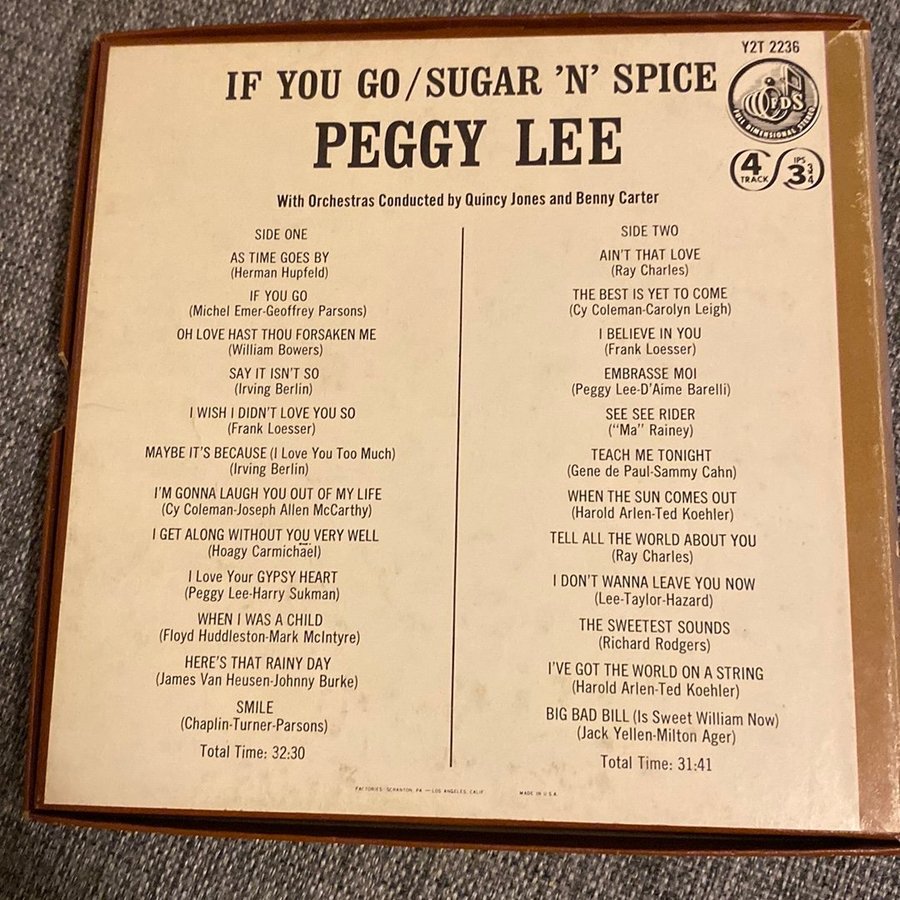 Y2T 2236
IF YOU GO/SUGAR 'N' SPICE
FDS
FULL DIMENSIONAL STEREO
PEGGY LEE
4 TRACK
IPS 3 3/4
With Orchestras Conducted by Quincy Jones and Benny Carter
SIDE ONE
AS TIME GOES BY
(Herman Hupfeld)
IF YOU GO
(Michel Emer-Geoffrey Parsons)
OH LOVE HAST THOU FORSAKEN ME
(William Bowers)
SAY IT ISN'T SO
(Irving Berlin)
I WISH I DIDN'T LOVE YOU SO
(Frank Loesser)
MAYBE IT'S BECAUSE (I Love You Too Much)
(Irving Berlin)
I'M GONNA LAUGH YOU OUT OF MY LIFE
(Cy Coleman-Joseph Allen McCarthy)
I GET ALONG WITHOUT YOU VERY WELL
(Hoagy Carmichael)
I Love Your GYPSY HEART
(Peggy Lee-Harry Sukman)
WHEN I WAS A CHILD
(Floyd Huddleston-Mark McIntyre)
HERE'S THAT RAINY DAY
(James Van Heusen-Johnny Burke)
SMILE
(Chaplin-Turner-Parsons)
Total Time: 32:30
SIDE TWO
AIN'T THAT LOVE
(Ray Charles)
THE BEST IS YET TO COME
(Cy Coleman-Carolyn Leigh)
I BELIEVE IN YOU
(Frank Loesser)
EMBRASSE MOI
(Peggy Lee-D'Aime Barelli)
SEE SEE RIDER
("Ma" Rainey)
TEACH ME TONIGHT
(Gene de Paul-Sammy Cahn)
WHEN THE SUN COMES OUT
(Harold Arlen-Ted Koehler)
TELL ALL THE WORLD ABOUT YOU
(Ray Charles)
I DON'T WANNA LEAVE YOU NOW
(Lee-Taylor-Hazard)
THE SWEETEST SOUNDS
(Richard Rodgers)
I'VE GOT THE WORLD ON A STRING
(Harold Arlen-Ted Koehler)
BIG BAD BILL (Is Sweet William Now)
(Jack Yellen-Milton Ager)
Total Time: 31:41
FACTORIES: SCRANTON, PA. — LOS ANGELES, CALIF. MADE IN U.S.A.